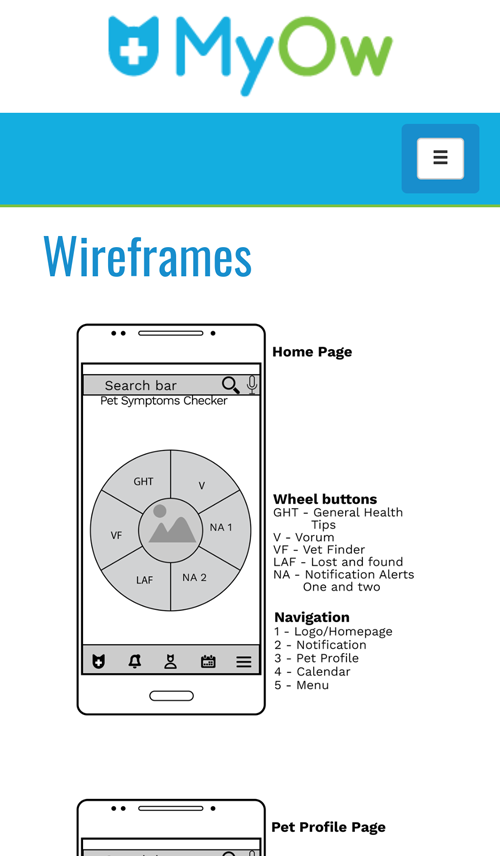 MyOw
Wireframes
Home Page
Search bar
Pet Symptoms Checker
GHT
V
VF
NA 1
LAF
NA 2
Wheel buttons
GHT - General Health
Tips
V - Vorum
VF - Vet Finder
LAF - Lost and found
NA - Notification Alerts
One and two
Navigation
1 - Logo/Homepage
2 - Notification
3 - Pet Profile
4 - Calendar
5 - Menu
Pet Profile Page